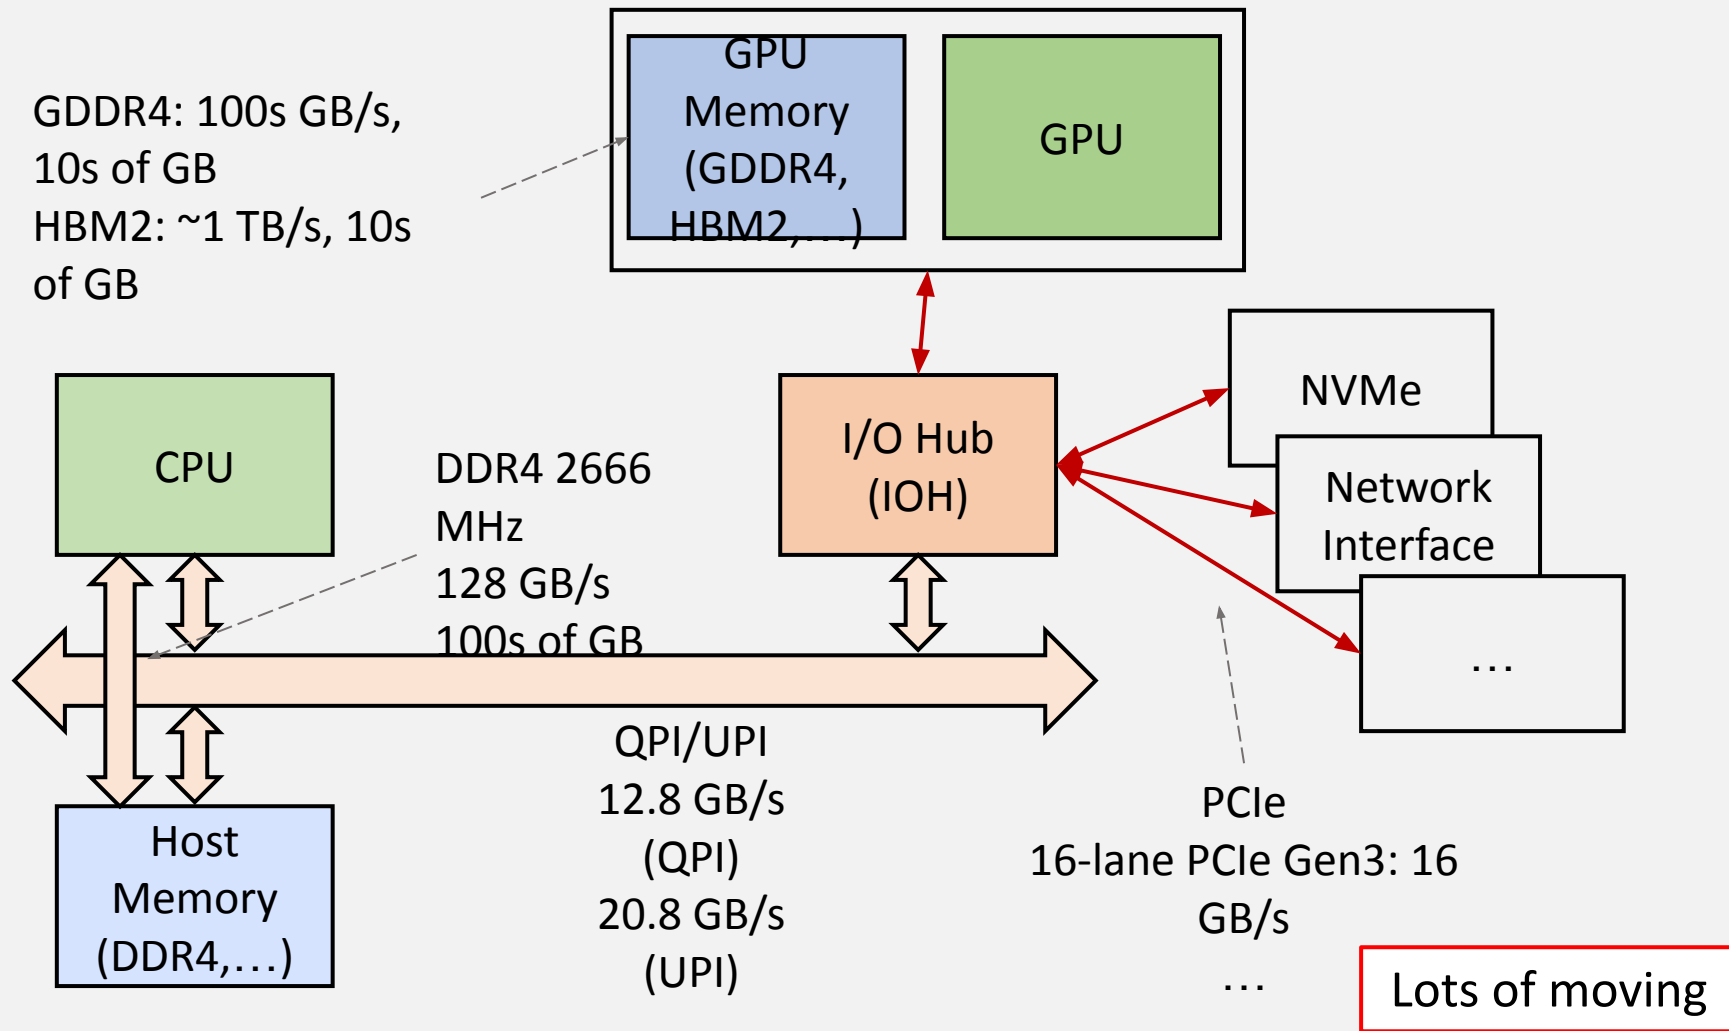 GPU
Memory
(GDDR4,
HBM2,...)
GPU
GDDR4: 100s GB/s,
10s of GB
HBM2: ~1 TB/s, 10s
of GB
CPU
DDR4 2666
MHz
128 GB/s
100s of GB
I/O Hub
(IOH)
NVMe
Network
Interface
...
QPI/UPI
12.8 GB/s
(QPI)
20.8 GB/s
(UPI)
Host
Memory
(DDR4,...)
PCIe
16-lane PCIe Gen3: 16
GB/s
...
Lots of moving